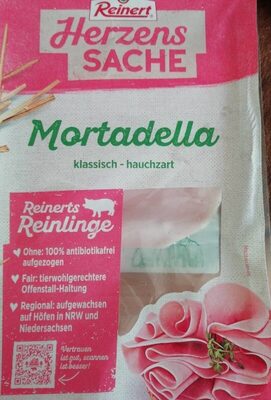 Reinert
Herzens
SACHE
Mortadella
klassisch - hauchzart
Reinerts
Reinlinge
Ohne: 100% antibiotikafrei
aufgezogen
Fair: tierwohlgerechtere
Offenstall-Haltung
Regional: aufgewachsen
auf Höfen in NRW und
Niedersachsen
Vertrauen
ist gut, scannen
ist besser!